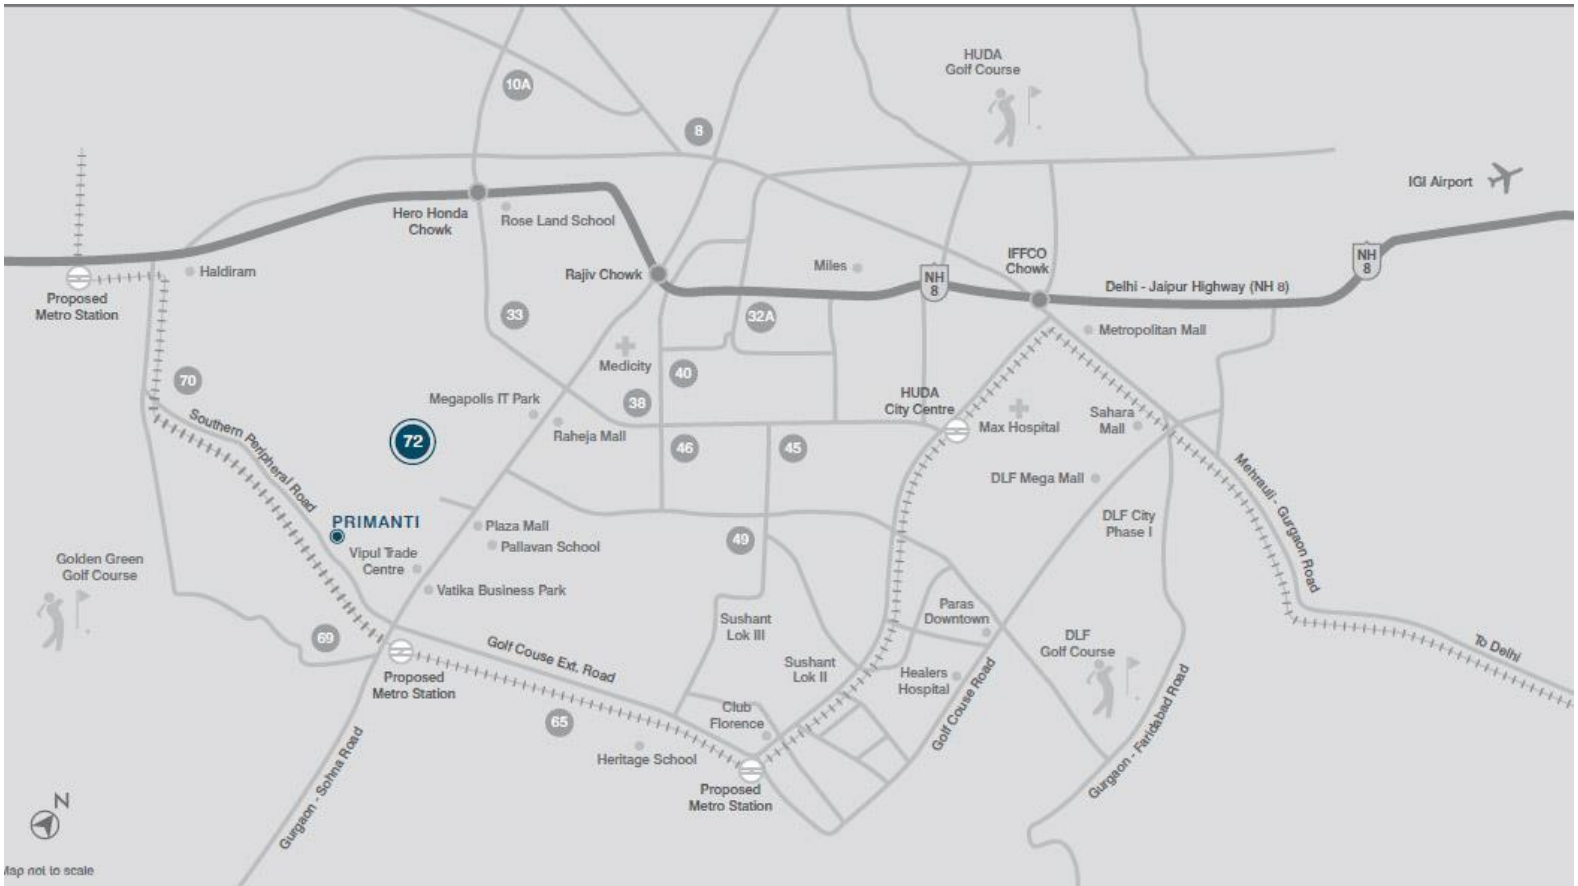 HUDA
Golf Course
10A
8
IGI Airport
Hero Honda
Chowk
Rose Land School
IFFCO
Chowk
NH
8
Haldiram
Rajiv Chowk
Miles
NH
8
Delhi - Jaipur Highway (NH 8)
Proposed
Metro Station
33
32A
Metropolitan Mall
Medicity
70
40
HUDA
City Centre
Megapolis IT Park
38
Sahara
Mall
Max Hospital
Southern Peripheral Road
72
Raheja Mall
46
45
DLF Mega Mall
Mehrauli - Gurgaon Road
PRIMANTI
Plaza Mall
DLF City
Phase I
Pallavan School
49
Vipul Trade
Centre
Golden Green
Golf Course
Vatika Business Park
Paras
Downtown
Sushant
Lok III
69
DLF
Golf Course
To Delhi
Golf Couse Ext. Road
Sushant
Lok II
Healers
Hospital
Proposed
Metro Station
Golf Couse Road
Gurgaon - Faridabad Road
65
Club
Florence
Heritage School
Gurgaon - Sohna Road
Proposed
Metro Station
N
Map not to scale